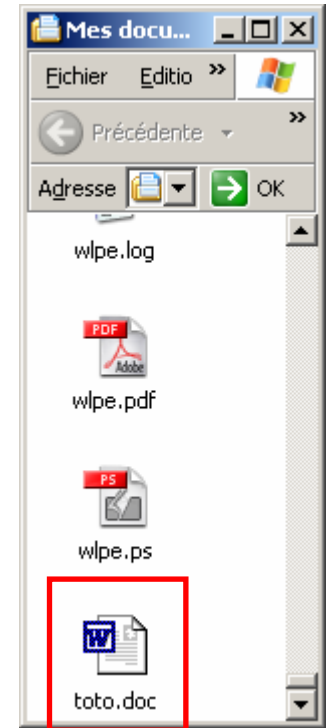 Mes docu...
Fichier Editio »
Précédente »
Adresse OK
wlpe.log
PDF
Adobe
wlpe.pdf
PS
wlpe.ps
W
toto.doc